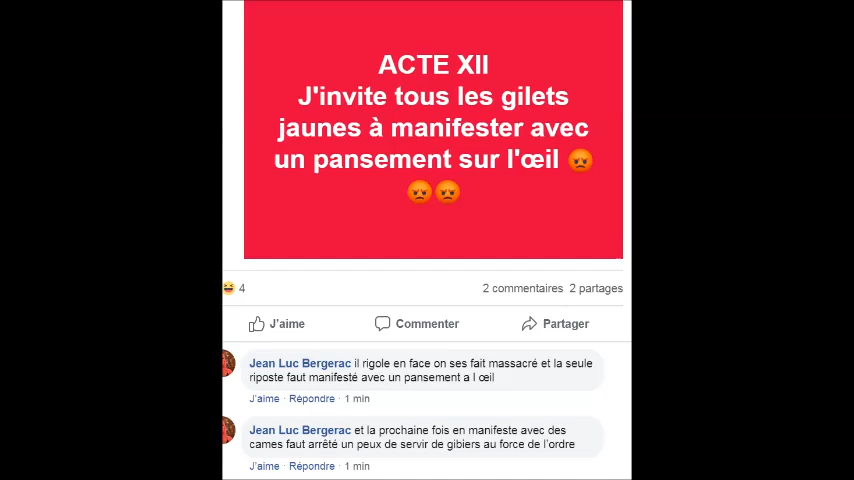 ACTE XII
J'invite tous les gilets
jaunes à manifester avec
un pansement sur l'œil 😡
😡😡
4
2 commentaires 2 partages
J'aime Commenter Partager
Jean Luc Bergerac il rigole en face on ses fait massacré et la seule
riposte faut manifesté avec un pansement a l œil
J'aime · Répondre · 1 min
Jean Luc Bergerac et la prochaine fois en manifeste avec des
cames faut arrêté un peux de servir de gibiers au force de l'ordre
J'aime · Répondre · 1 min